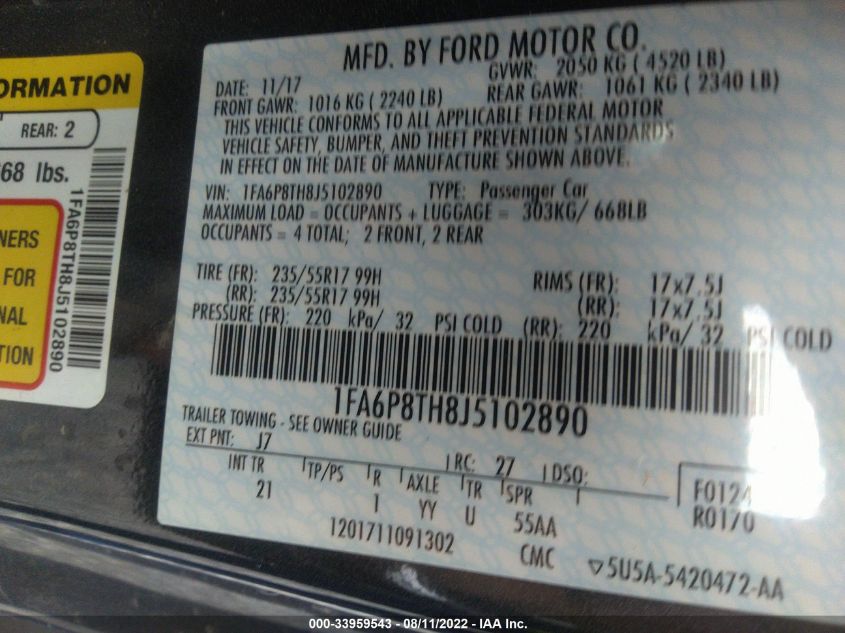 ORMATION
REAR: 2
68 lbs.
NERS
FOR
NAL
TION
1FA6P8TH8J5102890
MFD. BY FORD MOTOR CO.
DATE: 11/17 GVWR: 2050 KG ( 4520 LB)
FRONT GAWR: 1016 KG ( 2240 LB) REAR GAWR: 1061 KG ( 2340 LB)
THIS VEHICLE CONFORMS TO ALL APPLICABLE FEDERAL MOTOR
VEHICLE SAFETY, BUMPER, AND THEFT PREVENTION STANDARDS
IN EFFECT ON THE DATE OF MANUFACTURE SHOWN ABOVE.
VIN: 1FA6P8TH8J5102890 TYPE: Passenger Car
MAXIMUM LOAD = OCCUPANTS + LUGGAGE = 303KG/ 668LB
OCCUPANTS = 4 TOTAL; 2 FRONT, 2 REAR
TIRE (FR): 235/55R17 99H RIMS (FR): 17x7.5J
(RR): 235/55R17 99H (RR): 17x7.5J
PRESSURE (FR): 220 kPa/ 32 PSI COLD (RR): 220 kPa/ 32 PSI COLD
1FA6P8TH8J5102890
TRAILER TOWING - SEE OWNER GUIDE
EXT PNT: J7 RC: 27 DSO:
INT TR TP/PS R AXLE TR SPR
21 1 YY U 55AA
F0124
R0170
1201711091302 CMC ▽5U5A-5420472-AA
000-33959543 - 08/11/2022 - IAA Inc.